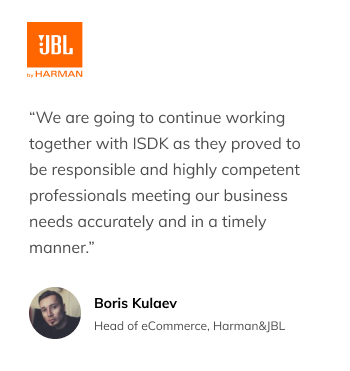 JBL
by HARMAN
“We are going to continue working
together with ISDK as they proved to
be responsible and highly competent
professionals meeting our business
needs accurately and in a timely
manner.”
Boris Kulaev
Head of eCommerce, Harman&JBL